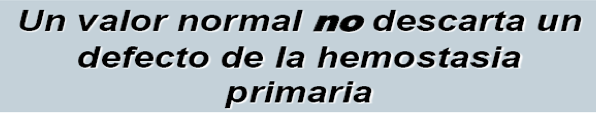 Un valor normal no descarta un
defecto de la hemostasia
primaria